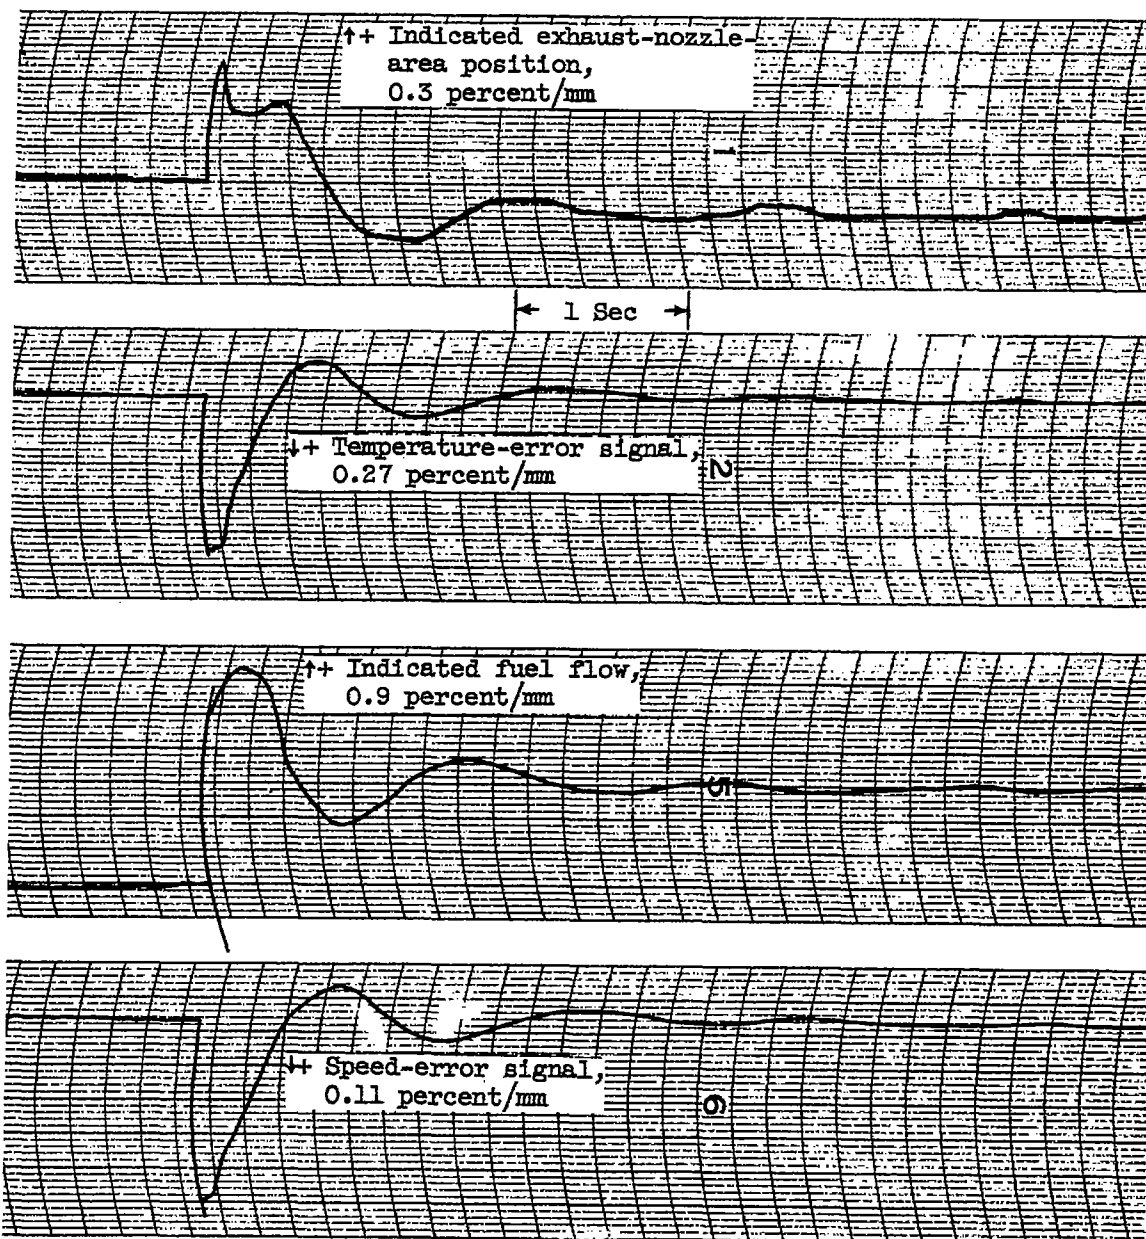 ↑+ Indicated exhaust-nozzle-
area position,
0.3 percent/mm
1
1 Sec
↓+ Temperature-error signal,
0.27 percent/mm
2
↑+ Indicated fuel flow,
0.9 percent/mm
5
↓+ Speed-error signal,
0.11 percent/mm
6